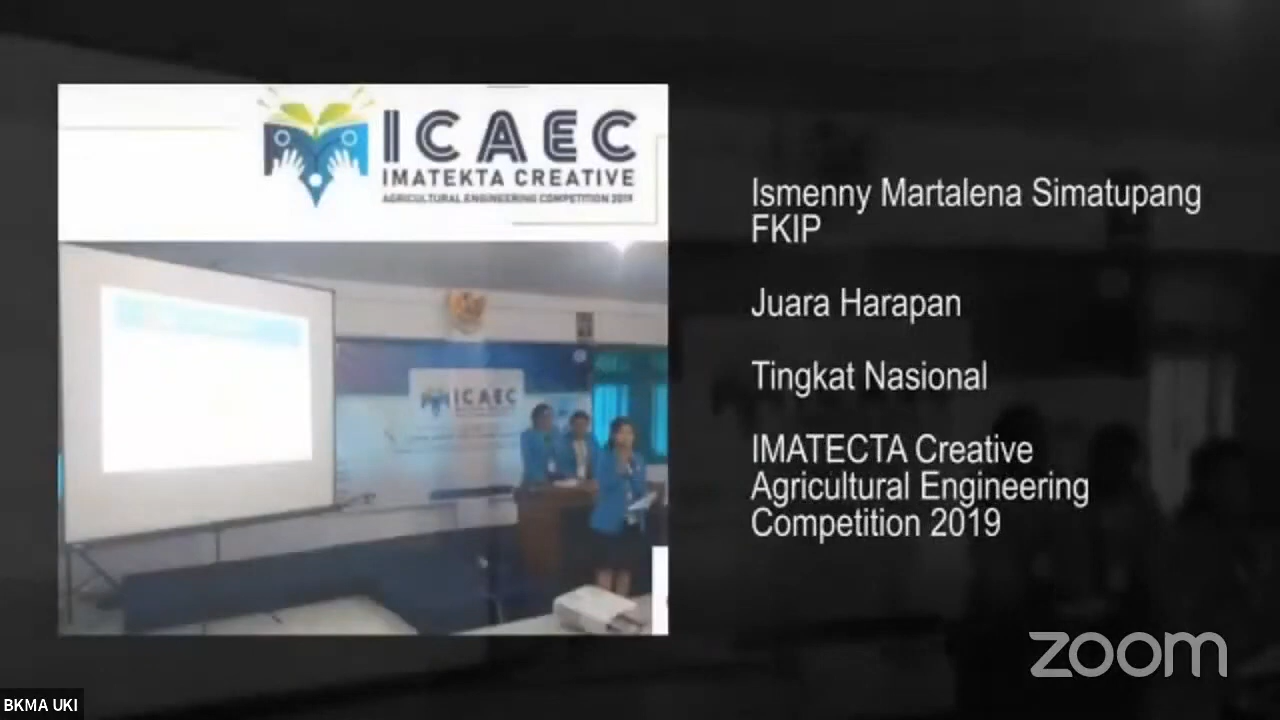 ICAEC
IMATEKTA CREATIVE
AGRICULTURAL ENGINEERING COMPETITION 2019
ICAEC
Ismenny Martalena Simatupang
FKIP
Juara Harapan
Tingkat Nasional
IMATECTA Creative
Agricultural Engineering
Competition 2019
zoom
BKMA UKI